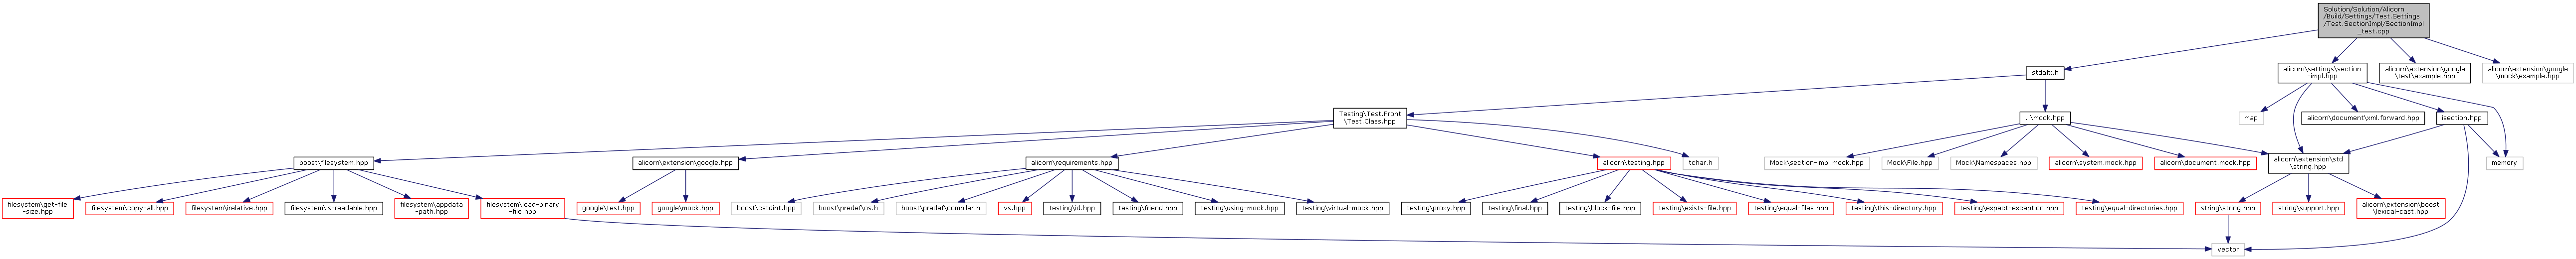 Solution/Solution/Alicorn
/Build/Settings/Test.Settings
/Test.SectionImpl/SectionImpl
_test.cpp
stdafx.h
alicorn\settings\section
-impl.hpp
alicorn\extension\google
\test\example.hpp
alicorn\extension\google
\mock\example.hpp
Testing\Test.Front
\Test.Class.hpp
..\mock.hpp
map
alicorn\document\xml.forward.hpp
isection.hpp
boost\filesystem.hpp
alicorn\extension\google.hpp
alicorn\requirements.hpp
alicorn\testing.hpp
tchar.h
Mock\section-impl.mock.hpp
Mock\File.hpp
Mock\Namespaces.hpp
alicorn\system.mock.hpp
alicorn\document.mock.hpp
alicorn\extension\std
\string.hpp
memory
filesystem\get-file
-size.hpp
filesystem\copy-all.hpp
filesystem\relative.hpp
filesystem\is-readable.hpp
filesystem\appdata
-path.hpp
filesystem\load-binary
-file.hpp
google\test.hpp
google\mock.hpp
boost\cstdint.hpp
boost\predef\os.h
boost\predef\compiler.h
vs.hpp
testing\id.hpp
testing\friend.hpp
testing\using-mock.hpp
testing\virtual-mock.hpp
testing\proxy.hpp
testing\final.hpp
testing\block-file.hpp
testing\exists-file.hpp
testing\equal-files.hpp
testing\this-directory.hpp
testing\expect-exception.hpp
testing\equal-directories.hpp
string\string.hpp
string\support.hpp
alicorn\extension\boost
\lexical-cast.hpp
vector